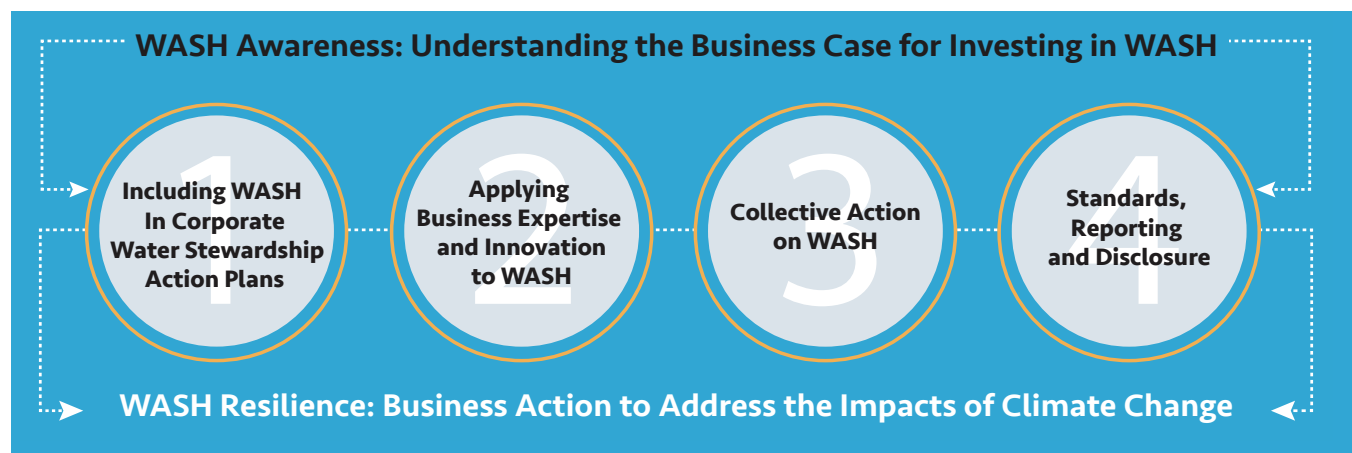 WASH Awareness: Understanding the Business Case for Investing in WASH
1
Including WASH
In Corporate
Water Stewardship
Action Plans
2
Applying
Business Expertise
and Innovation
to WASH
3
Collective Action
on WASH
4
Standards,
Reporting
and Disclosure
WASH Resilience: Business Action to Address the Impacts of Climate Change